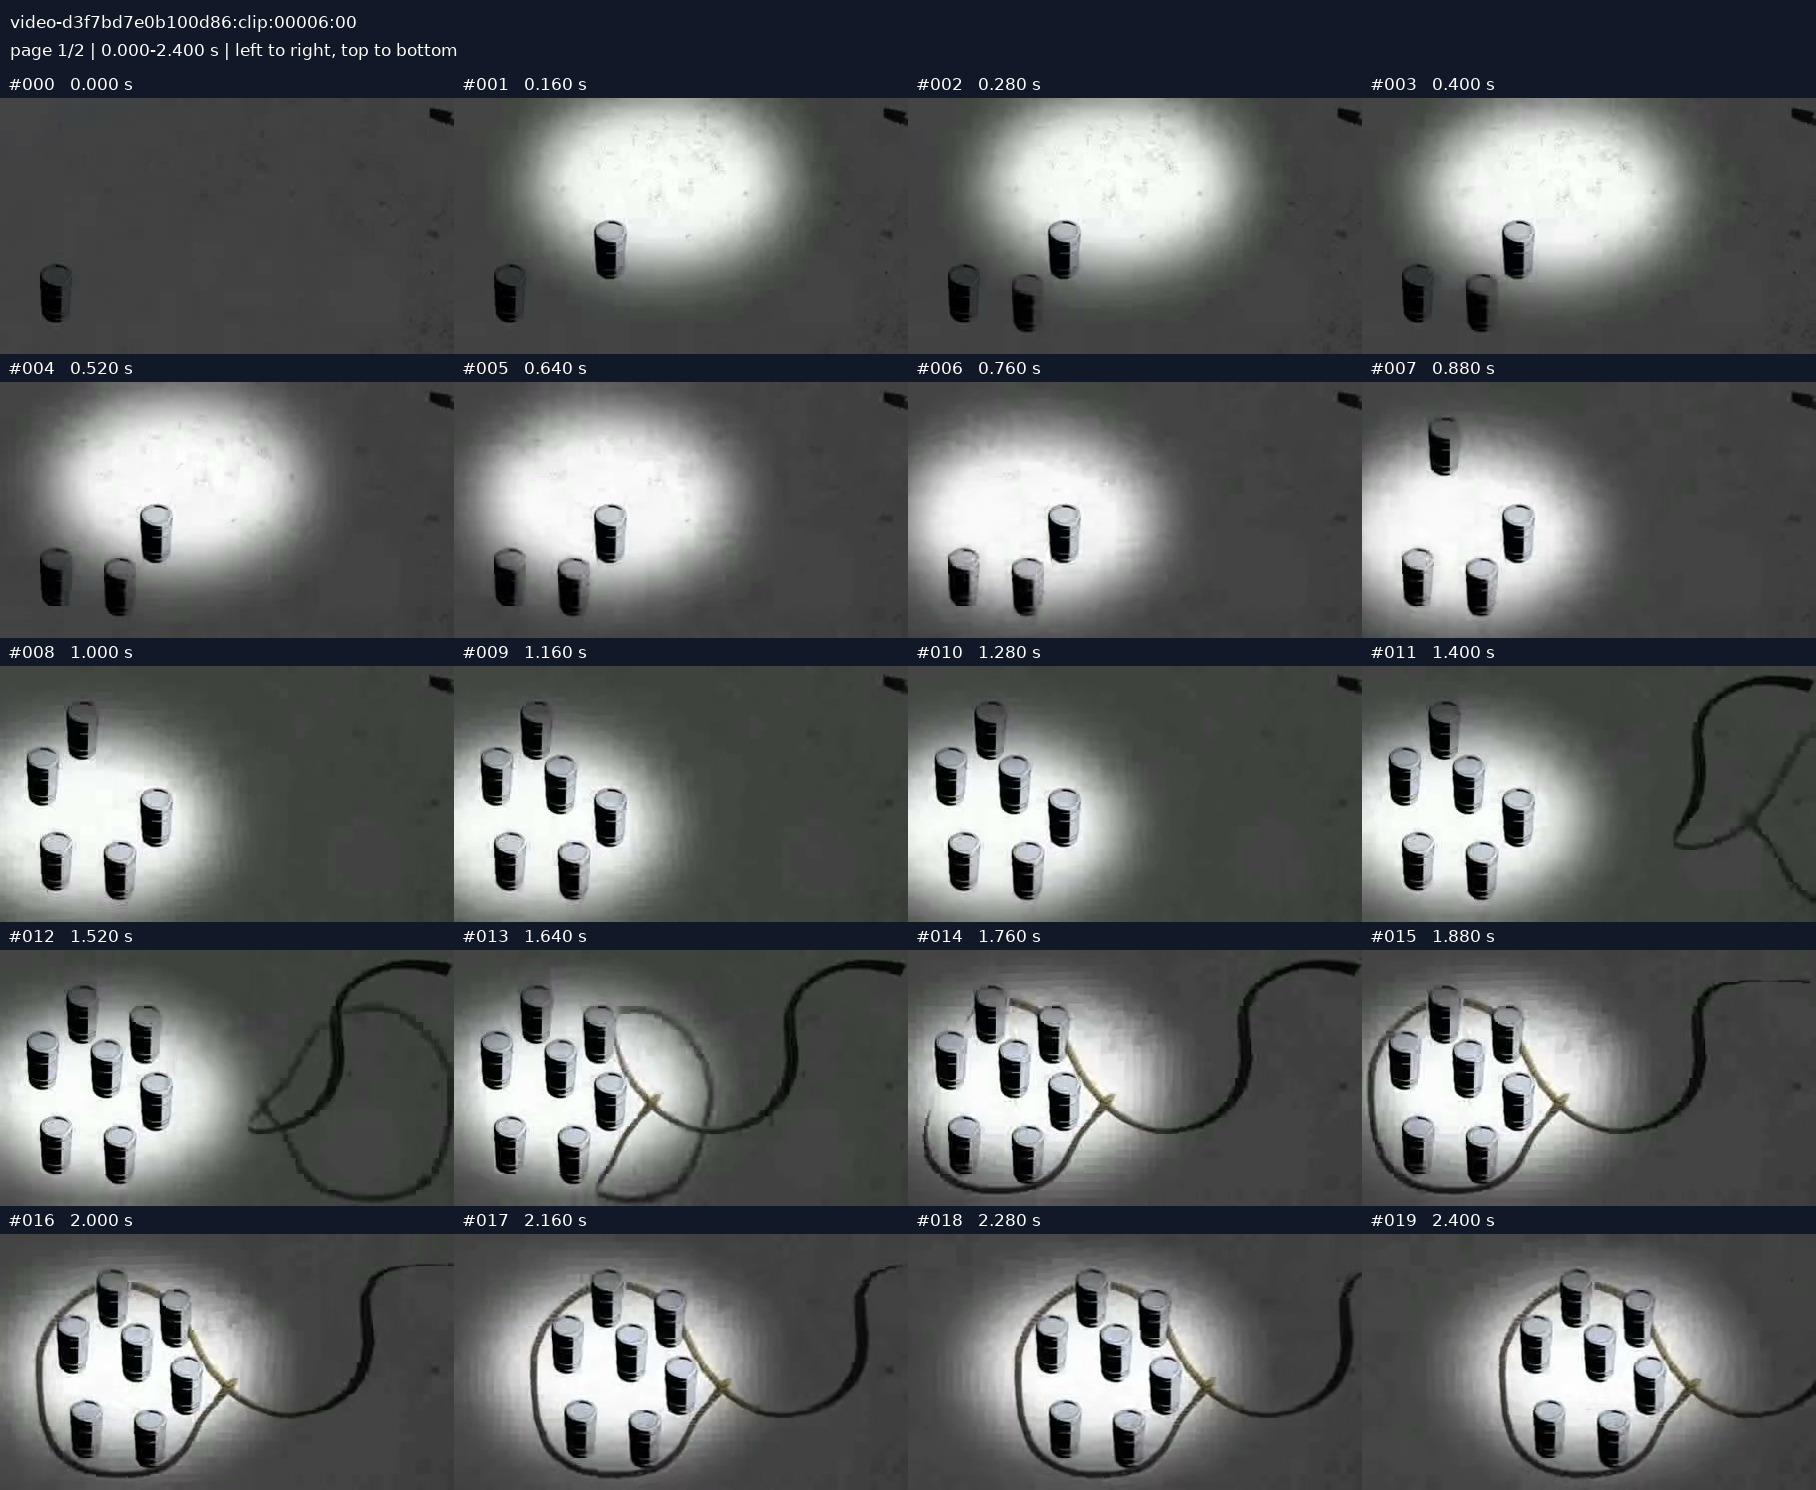 video-d3f7bd7e0b100d86:clip:00006:00
page 1/2 | 0.000-2.400 s | left to right, top to bottom
#000 0.000 s
#001 0.160 s
#002 0.280 s
#003 0.400 s
#004 0.520 s
#005 0.640 s
#006 0.760 s
#007 0.880 s
#008 1.000 s
#009 1.160 s
#010 1.280 s
#011 1.400 s
#012 1.520 s
#013 1.640 s
#014 1.760 s
#015 1.880 s
#016 2.000 s
#017 2.160 s
#018 2.280 s
#019 2.400 s